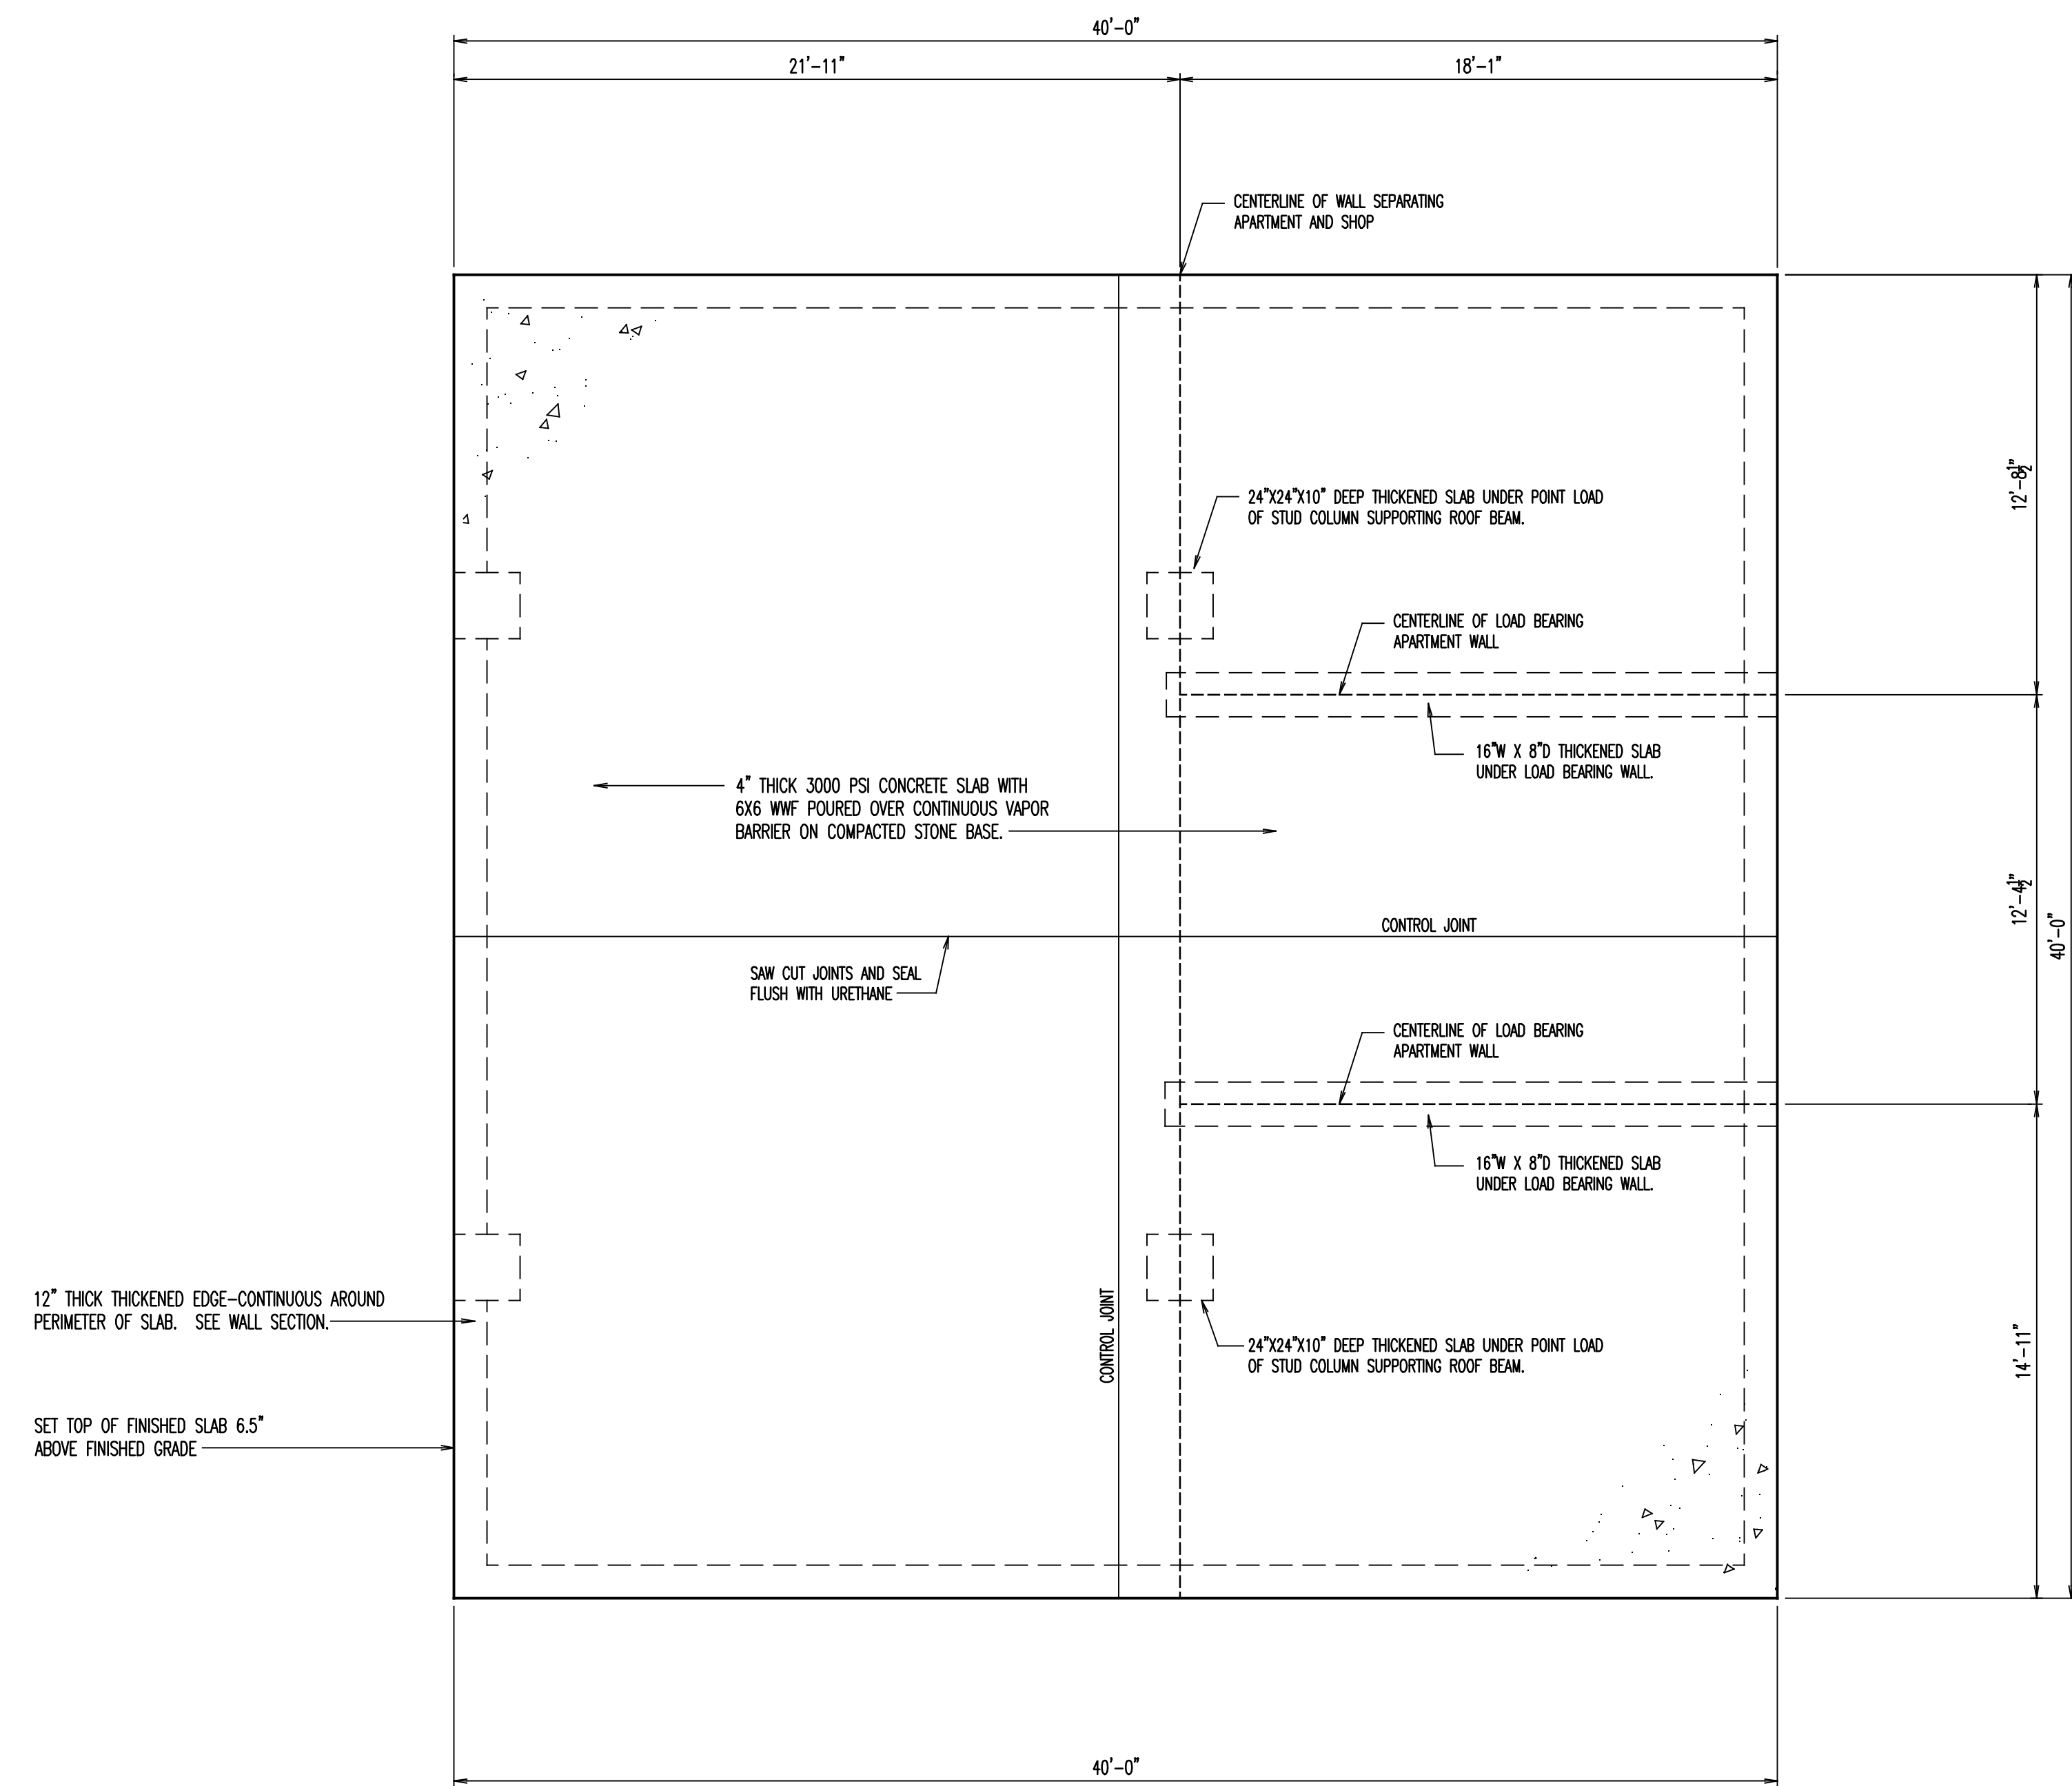 40'-0"
21'-11"
18'-1"
CENTERLINE OF WALL SEPARATING
APARTMENT AND SHOP
12'-8½"
24"X24"X10" DEEP THICKENED SLAB UNDER POINT LOAD
OF STUD COLUMN SUPPORTING ROOF BEAM.
CENTERLINE OF LOAD BEARING
APARTMENT WALL
16"W X 8"D THICKENED SLAB
UNDER LOAD BEARING WALL.
4" THICK 3000 PSI CONCRETE SLAB WITH
6X6 WWF POURED OVER CONTINUOUS VAPOR
BARRIER ON COMPACTED STONE BASE.
12'-4½"
40'-0"
CONTROL JOINT
SAW CUT JOINTS AND SEAL
FLUSH WITH URETHANE
CENTERLINE OF LOAD BEARING
APARTMENT WALL
16"W X 8"D THICKENED SLAB
UNDER LOAD BEARING WALL.
12" THICK THICKENED EDGE-CONTINUOUS AROUND
PERIMETER OF SLAB. SEE WALL SECTION.
CONTROL JOINT
24"X24"X10" DEEP THICKENED SLAB UNDER POINT LOAD
OF STUD COLUMN SUPPORTING ROOF BEAM.
14'-11"
SET TOP OF FINISHED SLAB 6.5"
ABOVE FINISHED GRADE
40'-0"